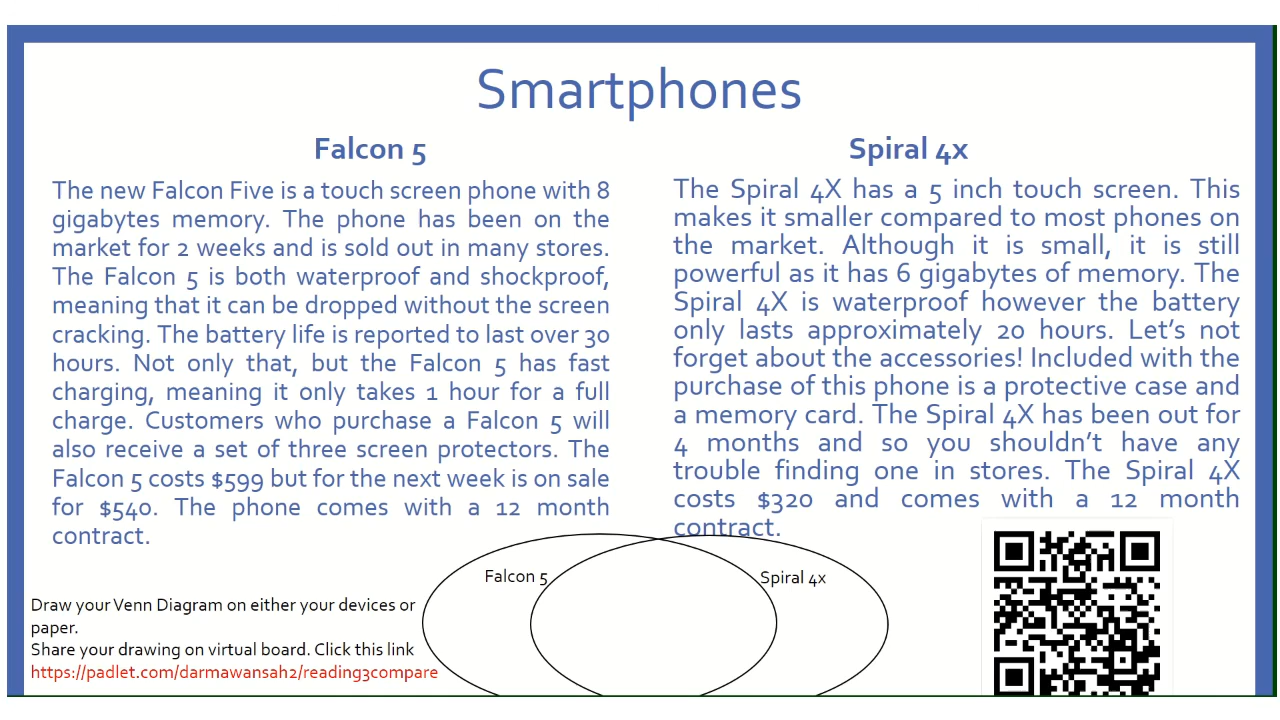 Smartphones
Falcon 5
The new Falcon Five is a touch screen phone with 8
gigabytes memory. The phone has been on the
market for 2 weeks and is sold out in many stores.
The Falcon 5 is both waterproof and shockproof,
meaning that it can be dropped without the screen
cracking. The battery life is reported to last over 30
hours. Not only that, but the Falcon 5 has fast
charging, meaning it only takes 1 hour for a full
charge. Customers who purchase a Falcon 5 will
also receive a set of three screen protectors. The
Falcon 5 costs $599 but for the next week is on sale
for $540. The phone comes with a 12 month
contract.
Spiral 4x
The Spiral 4X has a 5 inch touch screen. This
makes it smaller compared to most phones on
the market. Although it is small, it is still
powerful as it has 6 gigabytes of memory. The
Spiral 4X is waterproof however the battery
only lasts approximately 20 hours. Let's not
forget about the accessories! Included with the
purchase of this phone is a protective case and
a memory card. The Spiral 4X has been out for
4 months and so you shouldn't have any
trouble finding one in stores. The Spiral 4X
costs $320 and comes with a 12 month
contract.
Falcon 5
Spiral 4x
Draw your Venn Diagram on either your devices or
paper.
Share your drawing on virtual board. Click this link
https://padlet.com/darmawansah2/reading3compare